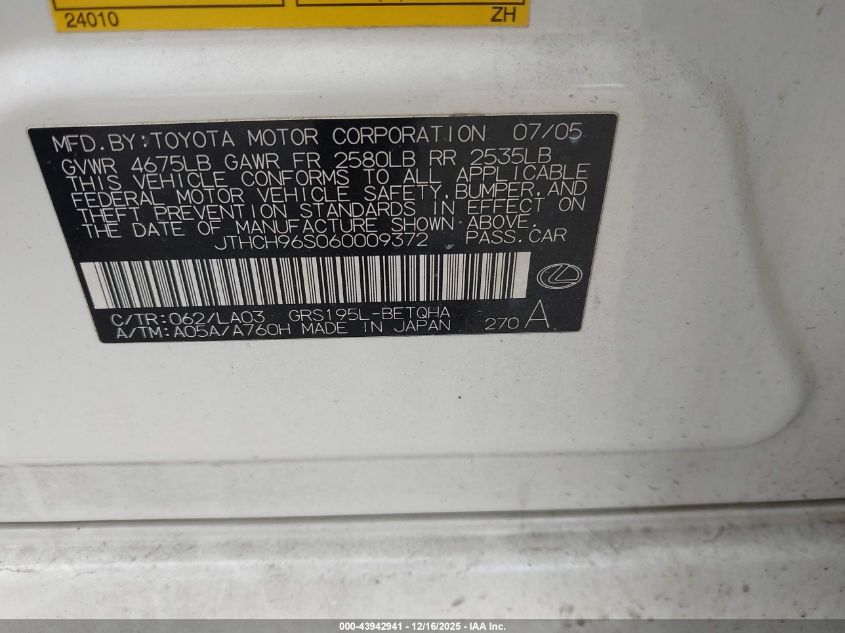 24010 ZH
MFD. BY: TOYOTA MOTOR CORPORATION 07/05
GVWR 4675LB GAWR FR 2580LB RR 2535LB
THIS VEHICLE CONFORMS TO ALL APPLICABLE
FEDERAL MOTOR VEHICLE SAFETY, BUMPER, AND
THEFT PREVENTION STANDARDS IN EFFECT ON
THE DATE OF MANUFACTURE SHOWN ABOVE.
JTHCH96S060009372 PASS. CAR
C/TR: 062/LA03 GRS195L-BETQHA
A/TM: A05A/A760H MADE IN JAPAN 270 A
000-43942941 - 12/16/2025 - IAA Inc.